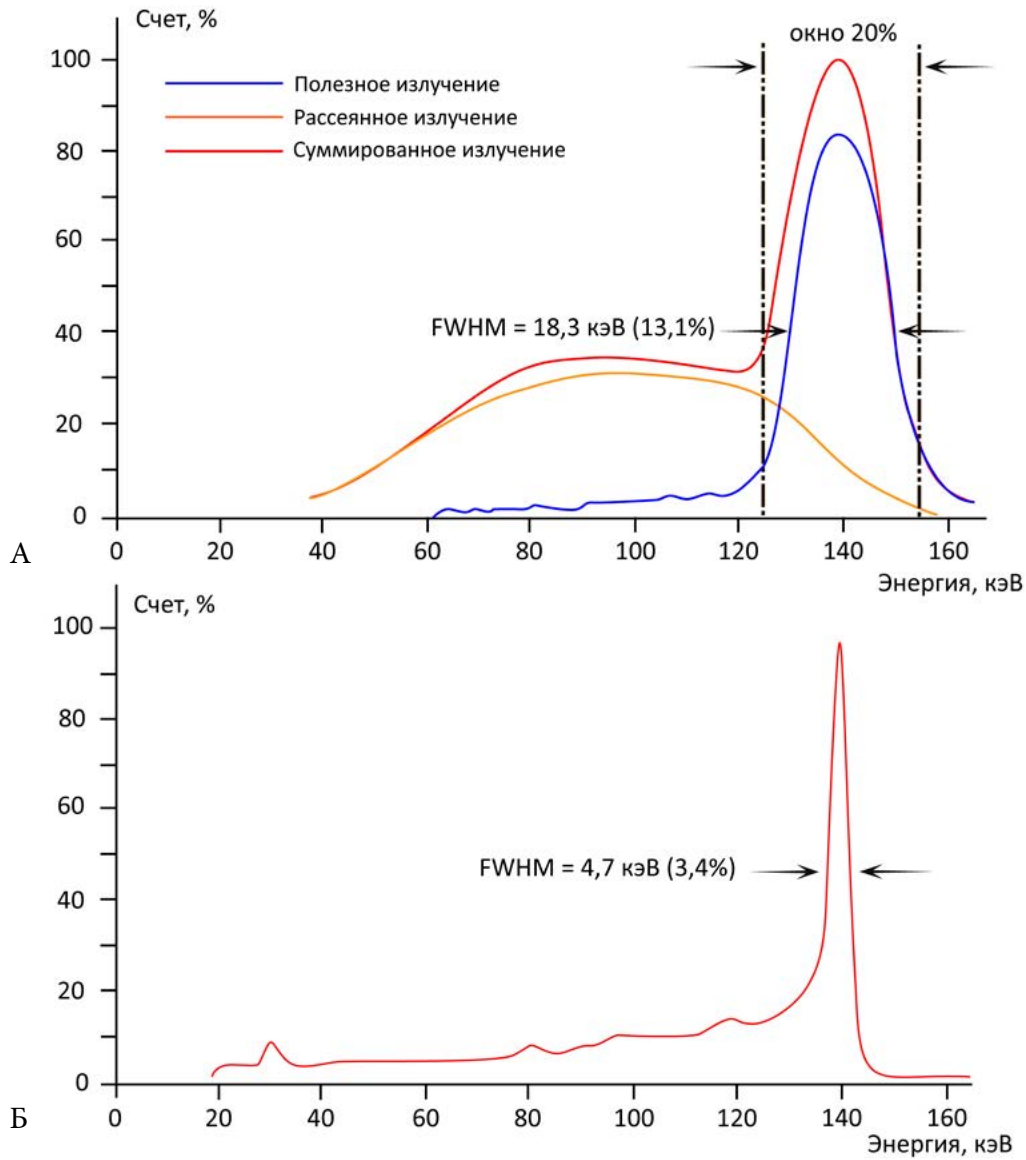 Счет, %
окно 20%
100
Полезное излучение
Рассеянное излучение
Суммированное излучение
80
60
40
FWHM = 18,3 кэВ (13,1%)
20
0
0 20 40 60 80 100 120 140 160
А
Энергия, кэВ
Счет, %
100
80
60
FWHM = 4,7 кэВ (3,4%)
40
20
0
0 20 40 60 80 100 120 140 160
Б
Энергия, кэВ